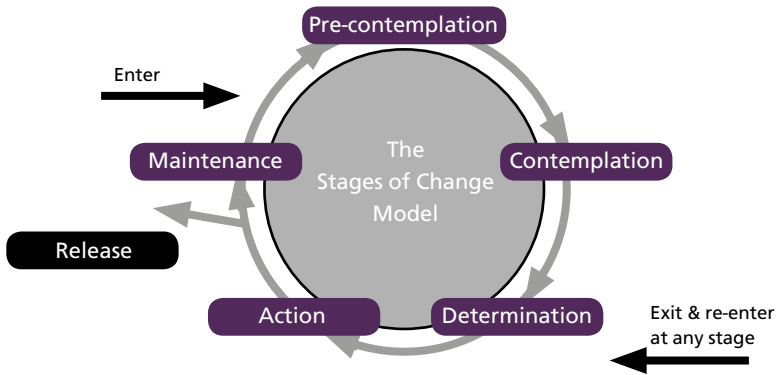 Pre-contemplation
Enter
Maintenance
The
Stages of Change
Model
Contemplation
Release
Action
Determination
Exit & re-enter
at any stage